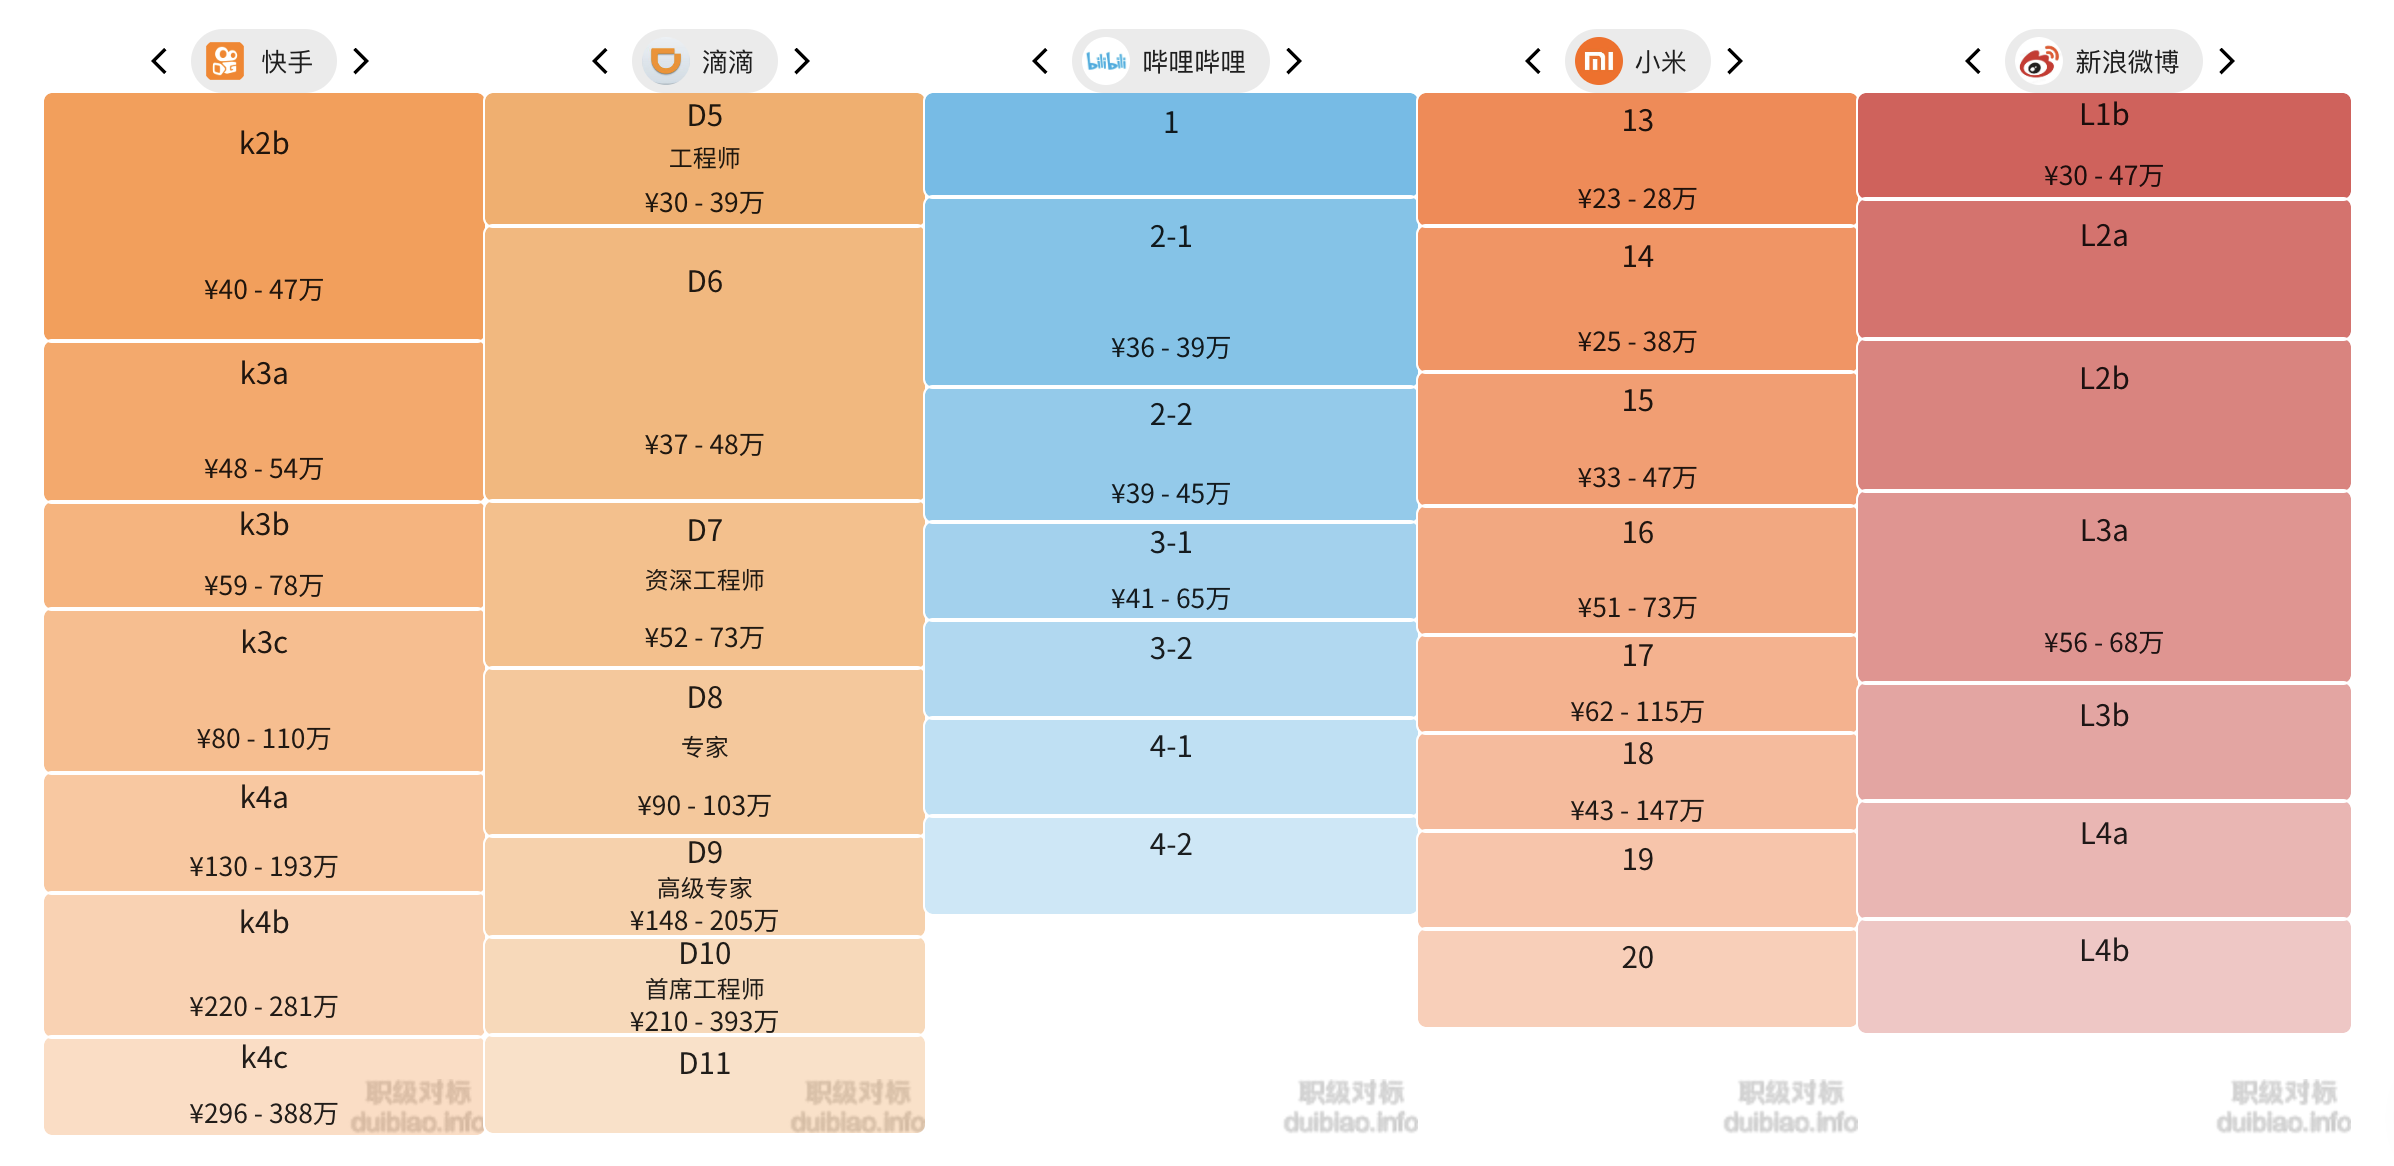 快手
k2b
¥40 - 47万
k3a
¥48 - 54万
k3b
¥59 - 78万
k3c
¥80 - 110万
k4a
¥130 - 193万
k4b
¥220 - 281万
k4c
¥296 - 388万
职级对标
duibiao.info
滴滴
D5
工程师
¥30 - 39万
D6
¥37 - 48万
D7
资深工程师
¥52 - 73万
D8
专家
¥90 - 103万
D9
高级专家
¥148 - 205万
D10
首席工程师
¥210 - 393万
D11
职级对标
duibiao.info
bilibili
哔哩哔哩
1
2-1
¥36 - 39万
2-2
¥39 - 45万
3-1
¥41 - 65万
3-2
4-1
4-2
职级对标
duibiao.info
mi
小米
13
¥23 - 28万
14
¥25 - 38万
15
¥33 - 47万
16
¥51 - 73万
17
¥62 - 115万
18
¥43 - 147万
19
20
职级对标
duibiao.info
新浪微博
L1b
¥30 - 47万
L2a
L2b
L3a
¥56 - 68万
L3b
L4a
L4b
职级对标
duibiao.info